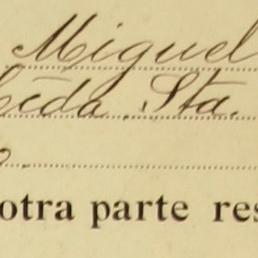 Miguel
cida Sta.
o.
otra parte res